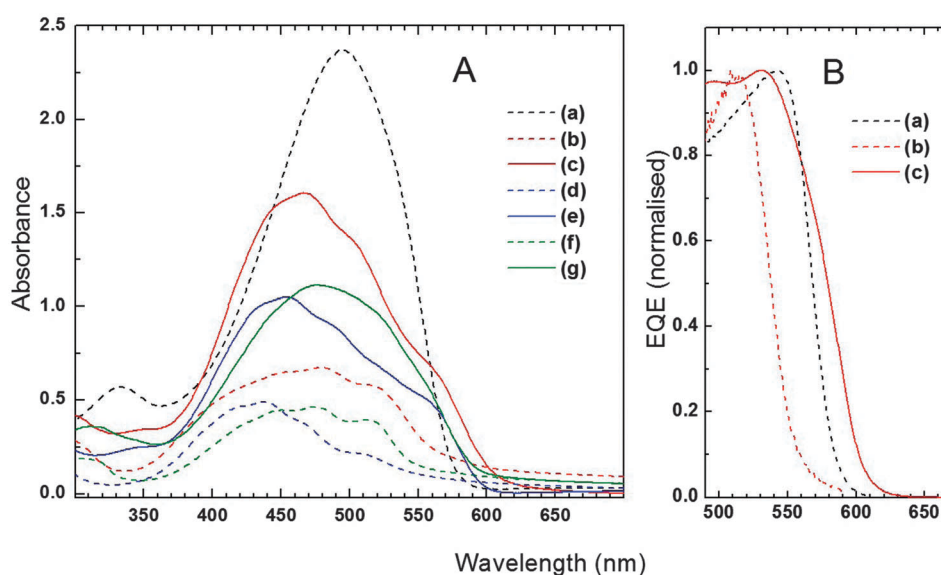 A
B
2.5
2.0
1.5
1.0
0.5
0.0
Absorbance
(a)
(b)
(c)
(d)
(e)
(f)
(g)
350 400 450 500 550 600 650
1.0
0.8
0.6
0.4
0.2
0.0
EQE (normalised)
(a)
(b)
(c)
500 550 600 650
Wavelength (nm)